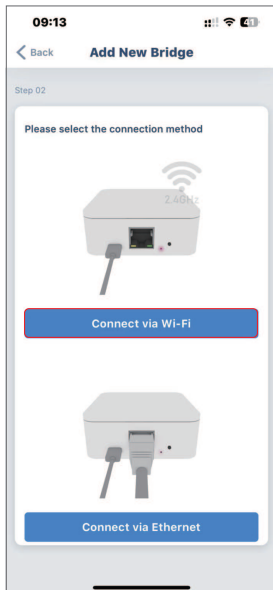 09:13
41
Back
Add New Bridge
Step 02
Please select the connection method
2.4GHz
Connect via Wi-Fi
Connect via Ethernet